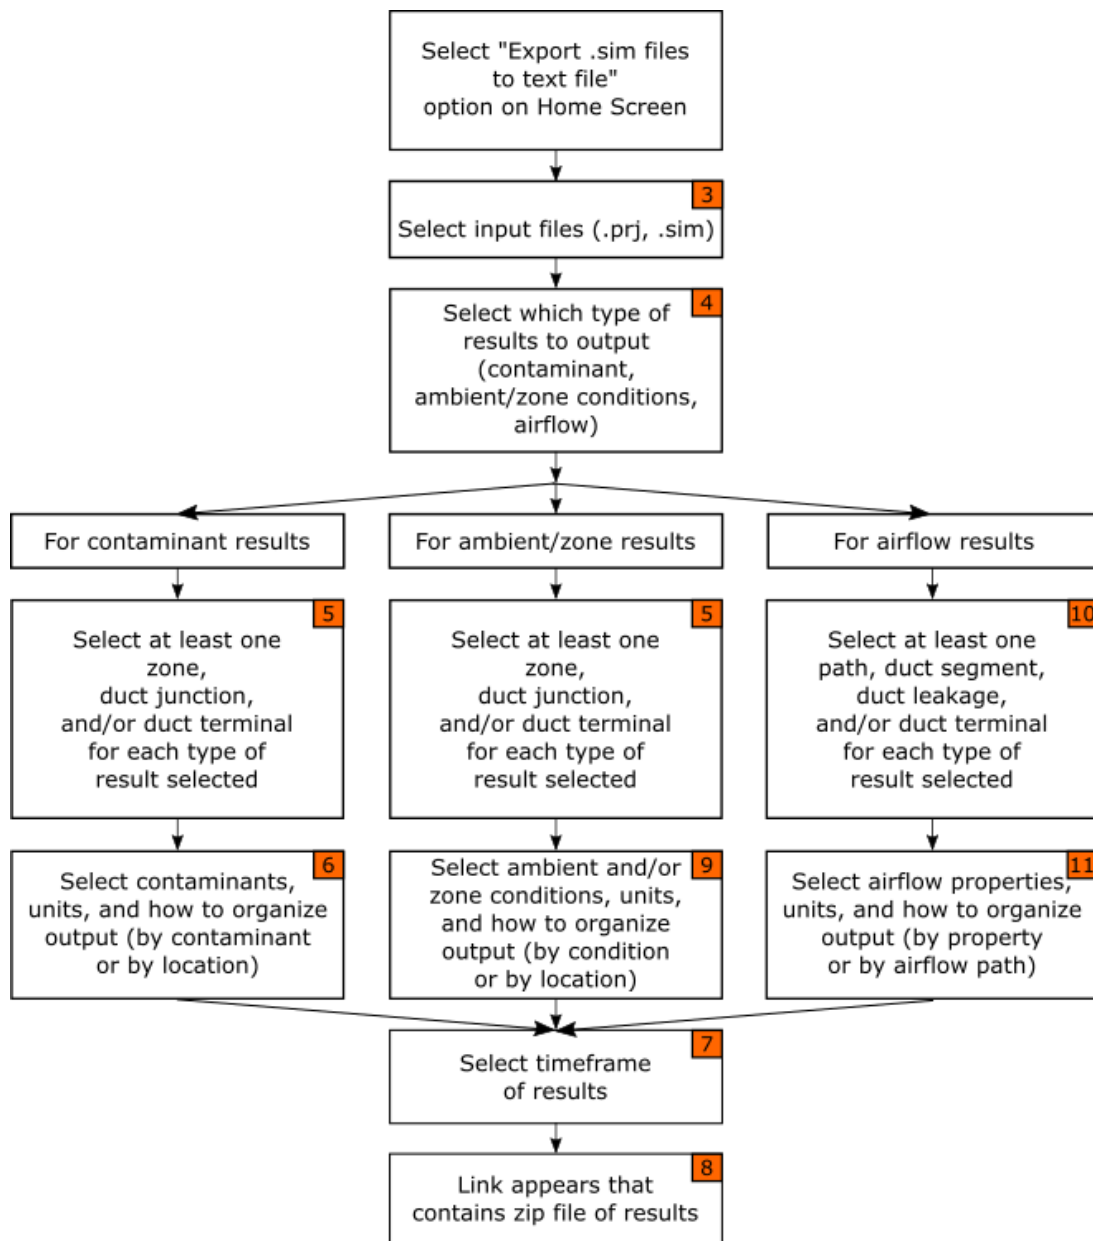 Select "Export .sim files
to text file"
option on Home Screen
3
Select input files (.prj, .sim)
4
Select which type of
results to output
(contaminant,
ambient/zone conditions,
airflow)
For contaminant results
For ambient/zone results
For airflow results
5
Select at least one
zone,
duct junction,
and/or duct terminal
for each type of
result selected
5
Select at least one
zone,
duct junction,
and/or duct terminal
for each type of
result selected
10
Select at least one
path, duct segment,
duct leakage,
and/or duct terminal
for each type of
result selected
6
Select contaminants,
units, and how to organize
output (by contaminant
or by location)
9
Select ambient and/or
zone conditions, units,
and how to organize
output (by condition
or by location)
11
Select airflow properties,
units, and how to organize
output (by property
or by airflow path)
7
Select timeframe
of results
8
Link appears that
contains zip file of results